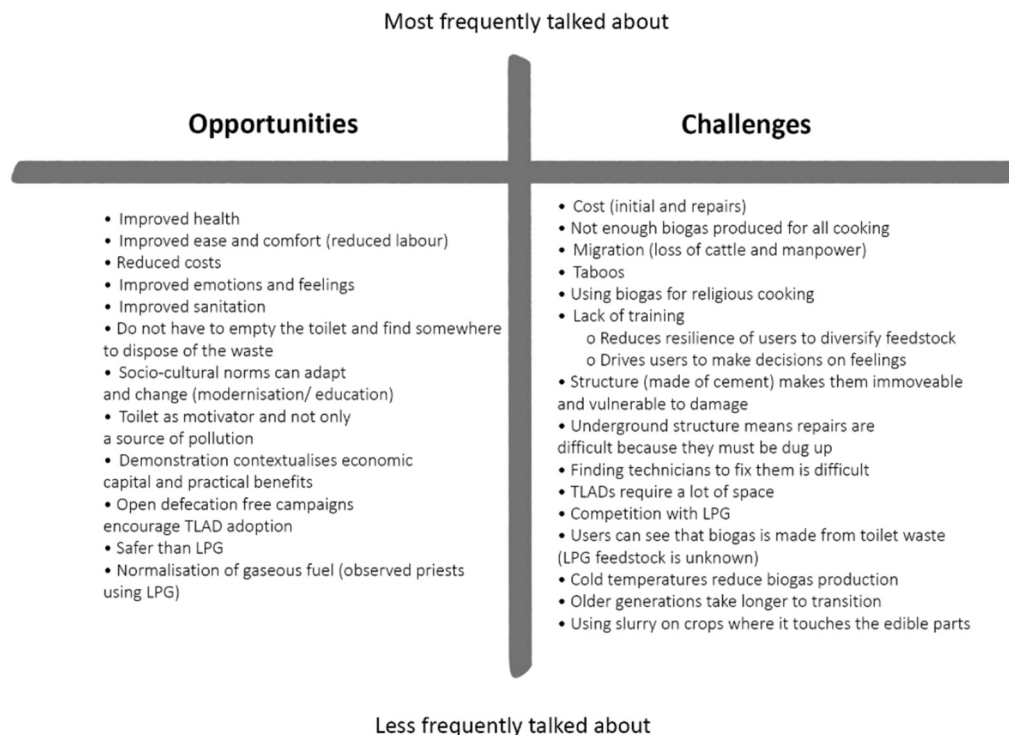 Most frequently talked about
Opportunities
• Improved health
• Improved ease and comfort (reduced labour)
• Reduced costs
• Improved emotions and feelings
• Improved sanitation
• Do not have to empty the toilet and find somewhere
to dispose of the waste
• Socio-cultural norms can adapt
and change (modernisation/ education)
• Toilet as motivator and not only
a source of pollution
• Demonstration contextualises economic
capital and practical benefits
• Open defecation free campaigns
encourage TLAD adoption
• Safer than LPG
• Normalisation of gaseous fuel (observed priests
using LPG)
Challenges
• Cost (initial and repairs)
• Not enough biogas produced for all cooking
• Migration (loss of cattle and manpower)
• Taboos
• Using biogas for religious cooking
• Lack of training
o Reduces resilience of users to diversify feedstock
o Drives users to make decisions on feelings
• Structure (made of cement) makes them immoveable
and vulnerable to damage
• Underground structure means repairs are
difficult because they must be dug up
• Finding technicians to fix them is difficult
• TLADs require a lot of space
• Competition with LPG
• Users can see that biogas is made from toilet waste
(LPG feedstock is unknown)
• Cold temperatures reduce biogas production
• Older generations take longer to transition
• Using slurry on crops where it touches the edible parts
Less frequently talked about